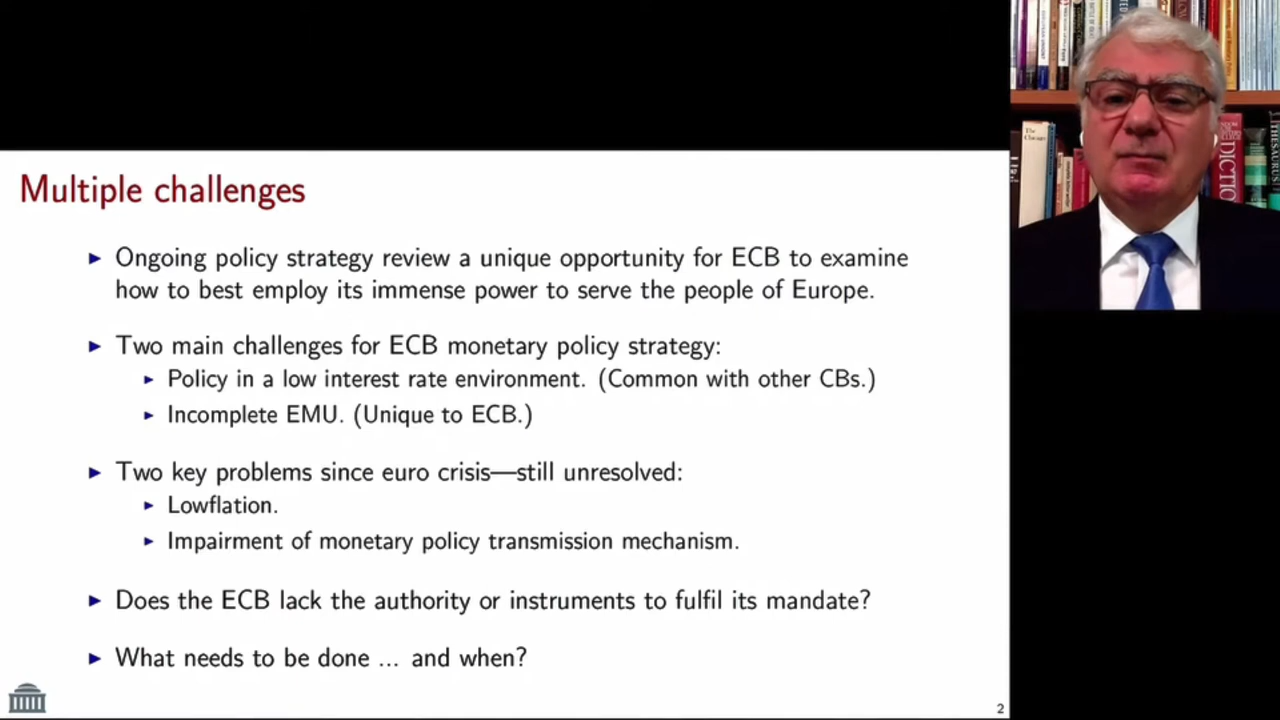 Multiple challenges
▶ Ongoing policy strategy review a unique opportunity for ECB to examine
how to best employ its immense power to serve the people of Europe.
▶ Two main challenges for ECB monetary policy strategy:
▶ Policy in a low interest rate environment. (Common with other CBs.)
▶ Incomplete EMU. (Unique to ECB.)
▶ Two key problems since euro crisis—still unresolved:
▶ Lowflation.
▶ Impairment of monetary policy transmission mechanism.
▶ Does the ECB lack the authority or instruments to fulfil its mandate?
▶ What needs to be done ... and when?
2
The
Chicago
DICTIO
THESAURUS